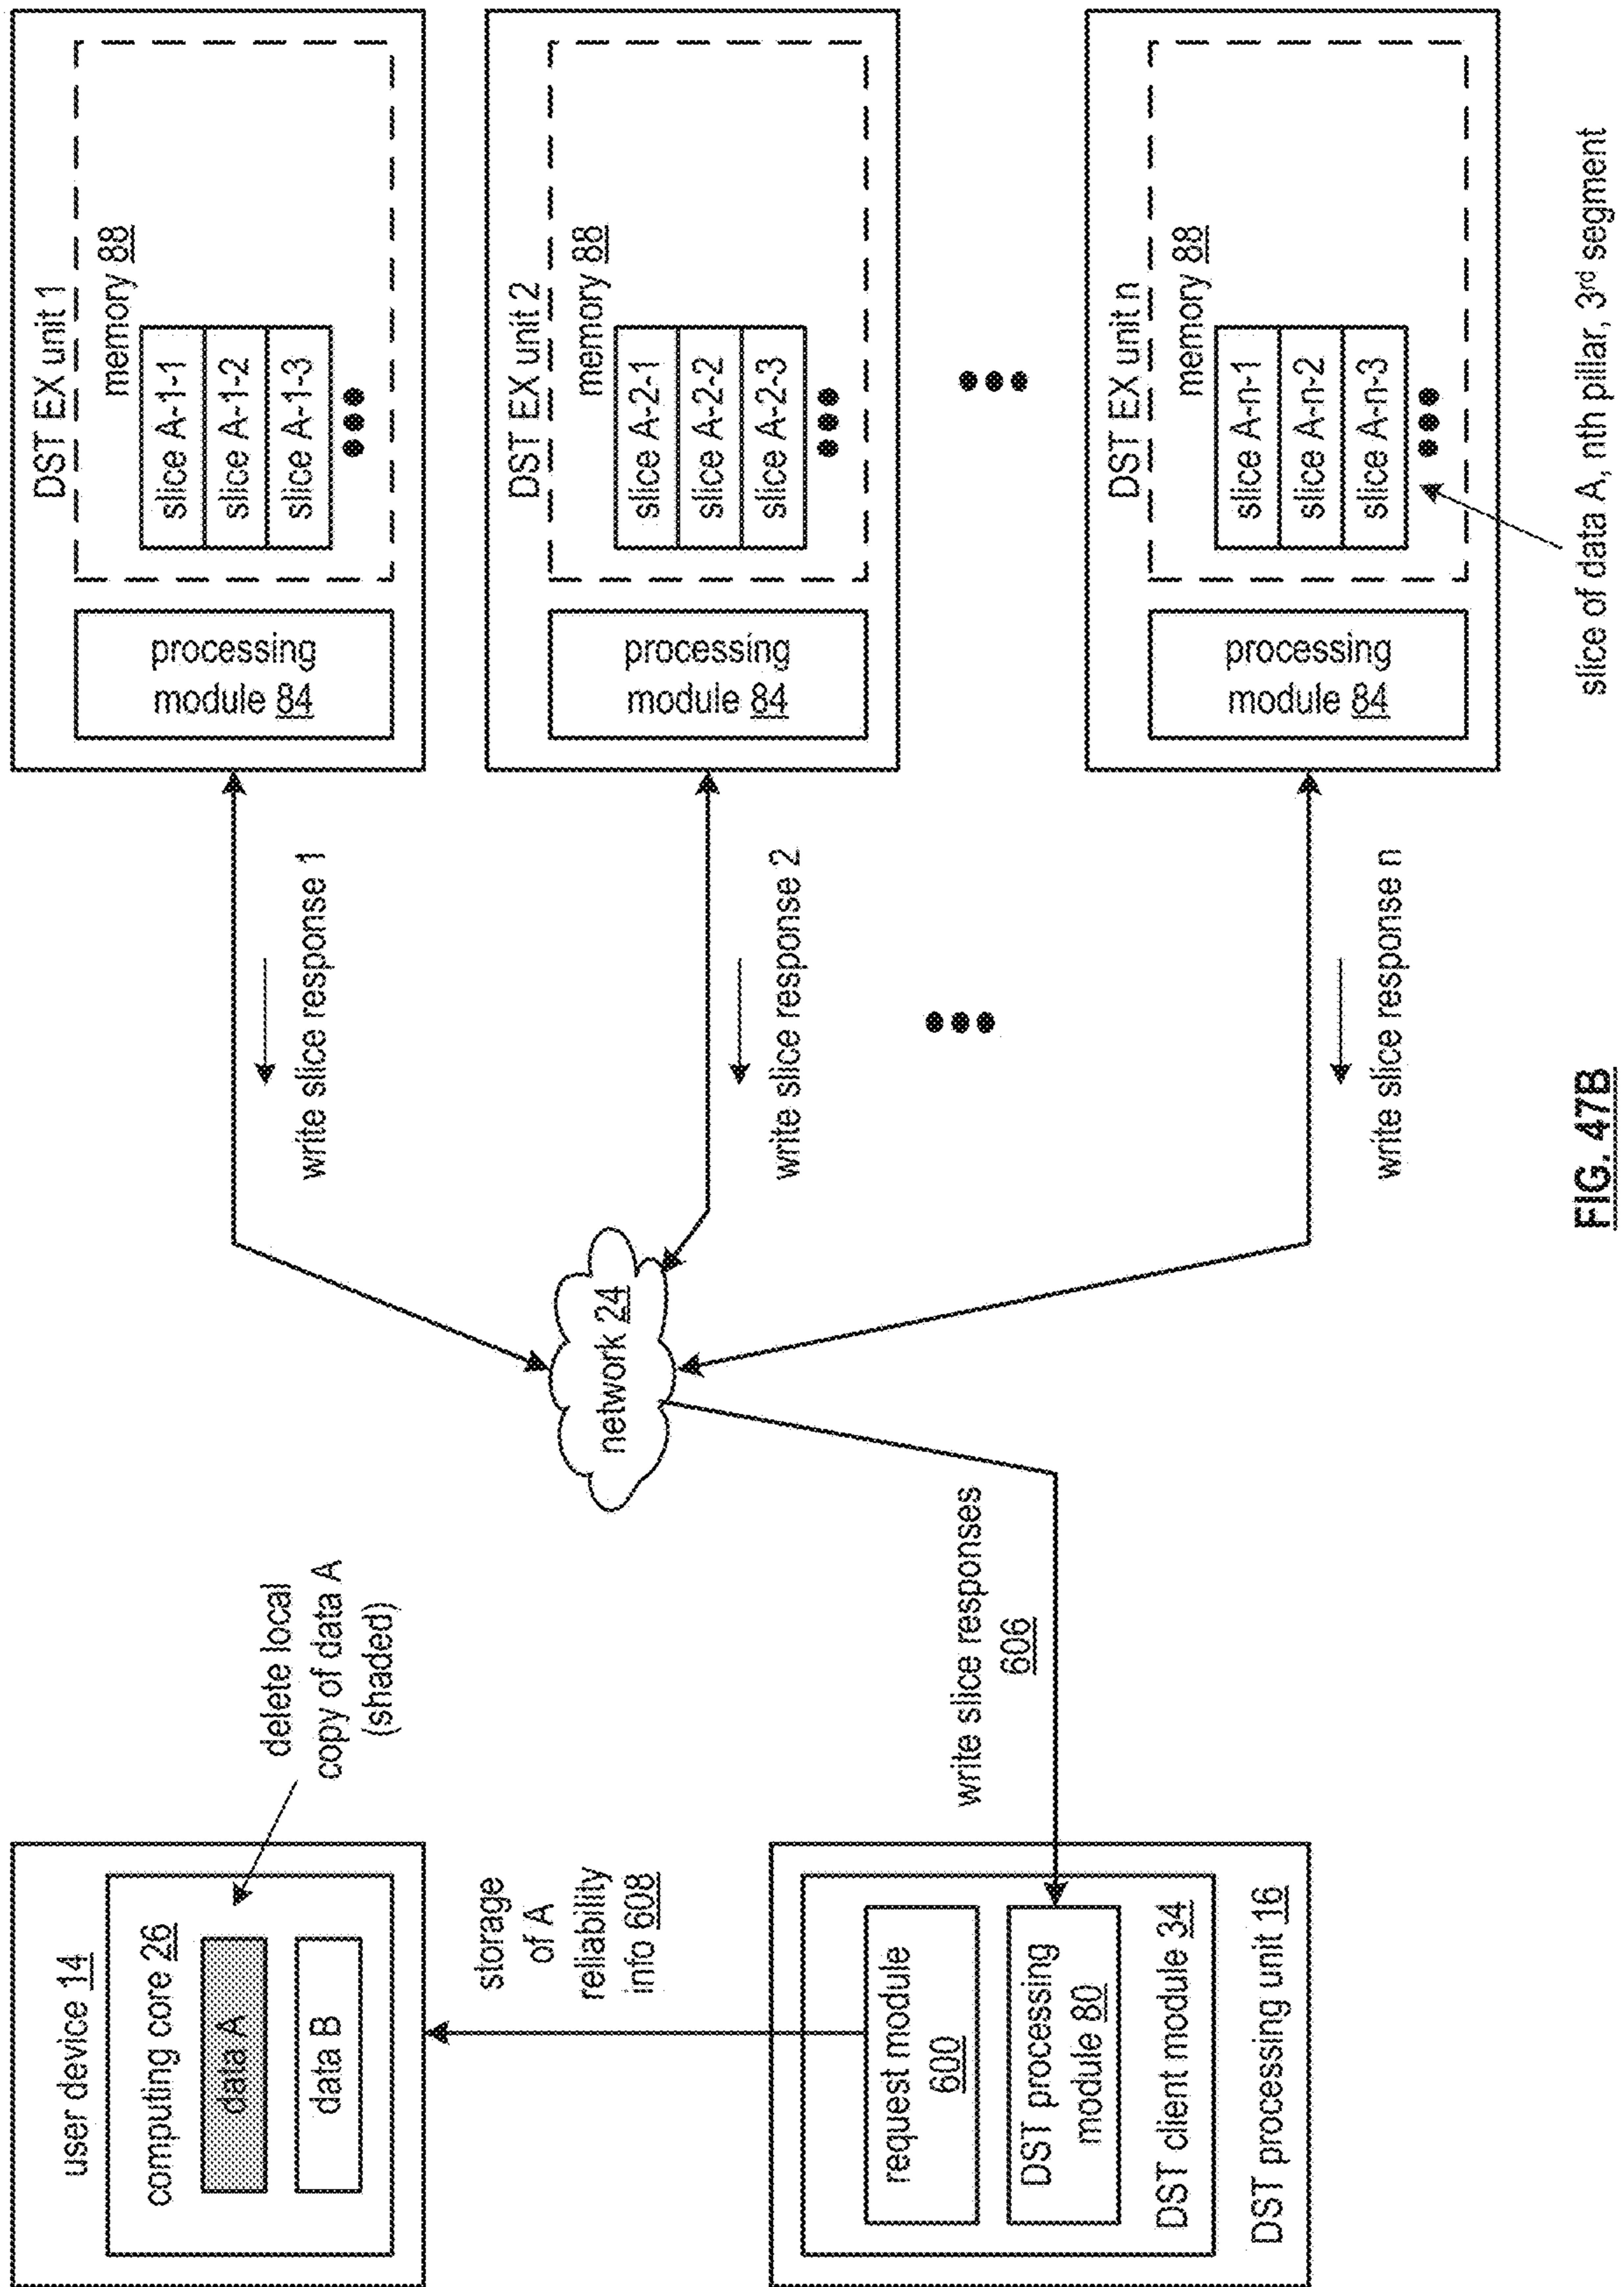 user device 14
computing core 26
data A
data B
delete local
copy of data A
(shaded)
storage
of A
reliability
info 608
request module
600
DST processing
module 80
DST client module 34
DST processing unit 16
write slice responses
606
network 24
write slice response 1
write slice response 2
write slice response n
processing
module 84
DST EX unit 1
memory 88
slice A-1-1
slice A-1-2
slice A-1-3
processing
module 84
DST EX unit 2
memory 88
slice A-2-1
slice A-2-2
slice A-2-3
processing
module 84
DST EX unit n
memory 88
slice A-n-1
slice A-n-2
slice A-n-3
slice of data A, nth pillar, 3rd segment
FIG. 47B